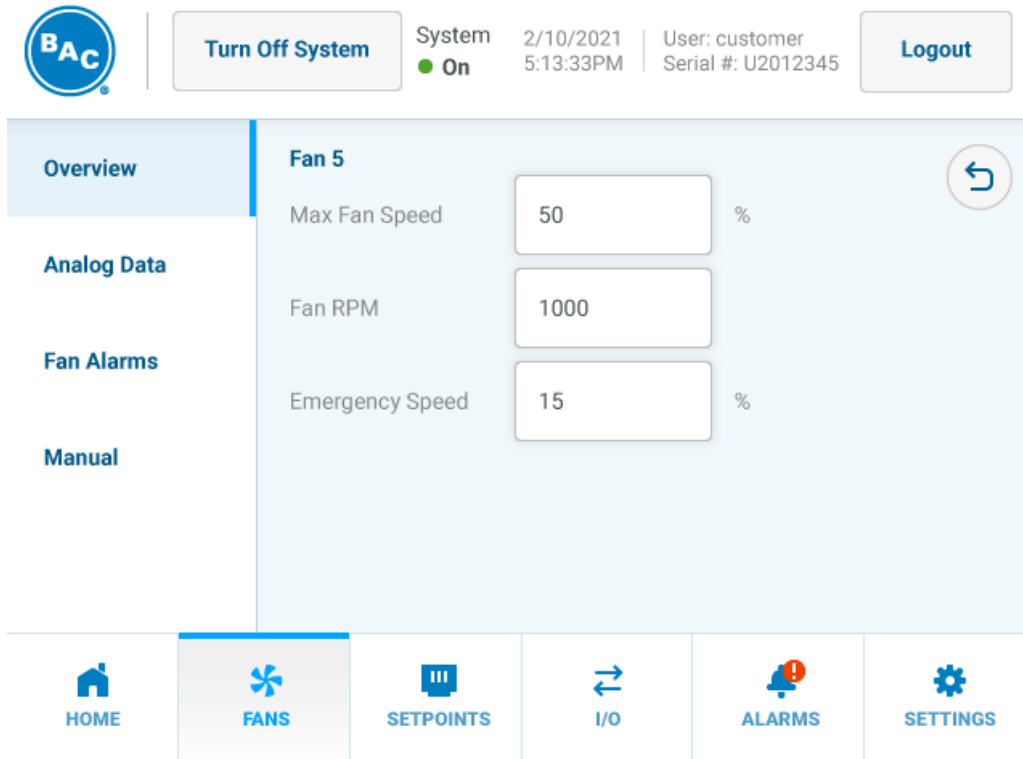 BAC®
Turn Off System
System
On
2/10/2021
5:13:33PM
User: customer
Serial #: U2012345
Logout
Overview
Analog Data
Fan Alarms
Manual
Fan 5
Max Fan Speed 50 %
Fan RPM 1000
Emergency Speed 15 %
HOME
FANS
SETPOINTS
I/O
ALARMS
SETTINGS